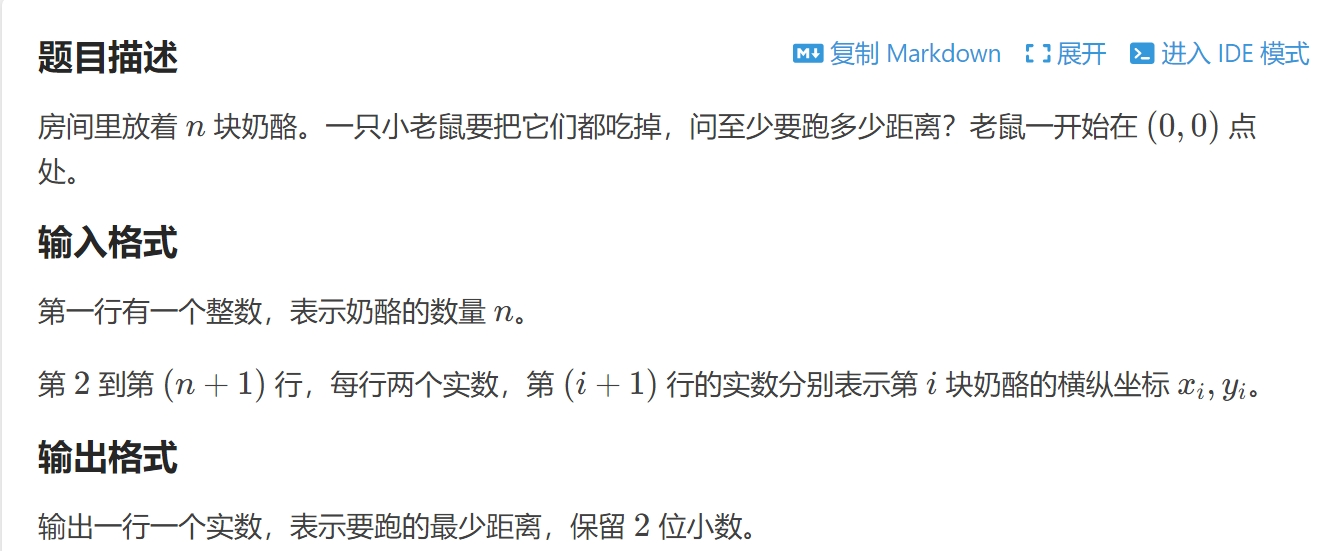 题目描述
M↓ 复制 Markdown 展开 进入 IDE 模式
房间里放着 n 块奶酪。一只小老鼠要把它们都吃掉，问至少要跑多少距离？老鼠一开始在 (0, 0) 点
处。
输入格式
第一行有一个整数，表示奶酪的数量 n。
第 2 到第 (n + 1) 行，每行两个实数，第 (i + 1) 行的实数分别表示第 i 块奶酪的横纵坐标 xᵢ, yᵢ。
输出格式
输出一行一个实数，表示要跑的最少距离，保留 2 位小数。